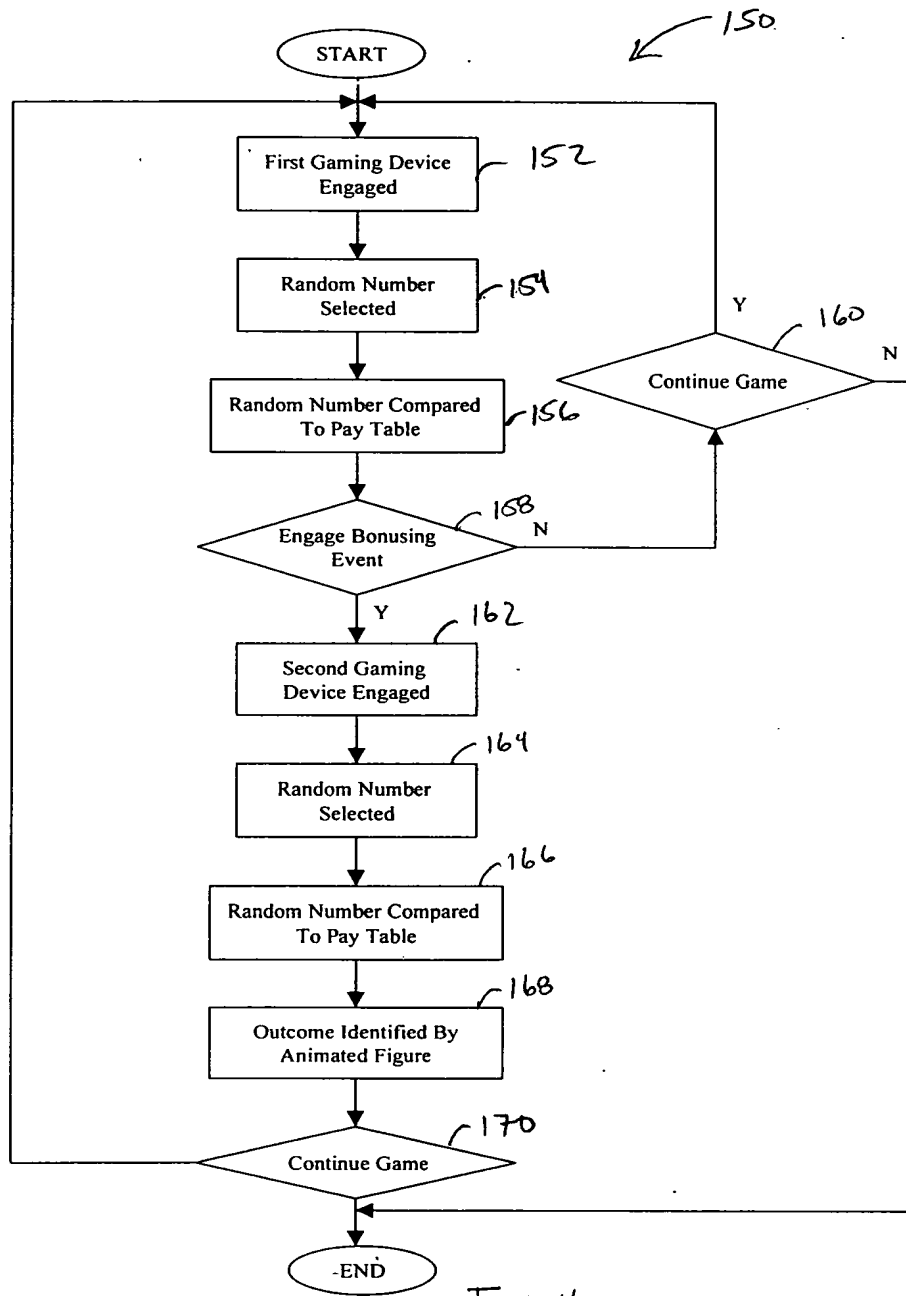 150
START
First Gaming Device
Engaged
152
Random Number
Selected
154
Y
160
N
Continue Game
Random Number Compared
To Pay Table
156
158
Engage Bonusing
Event
N
Y
162
Second Gaming
Device Engaged
164
Random Number
Selected
166
Random Number Compared
To Pay Table
168
Outcome Identified By
Animated Figure
170
Continue Game
END